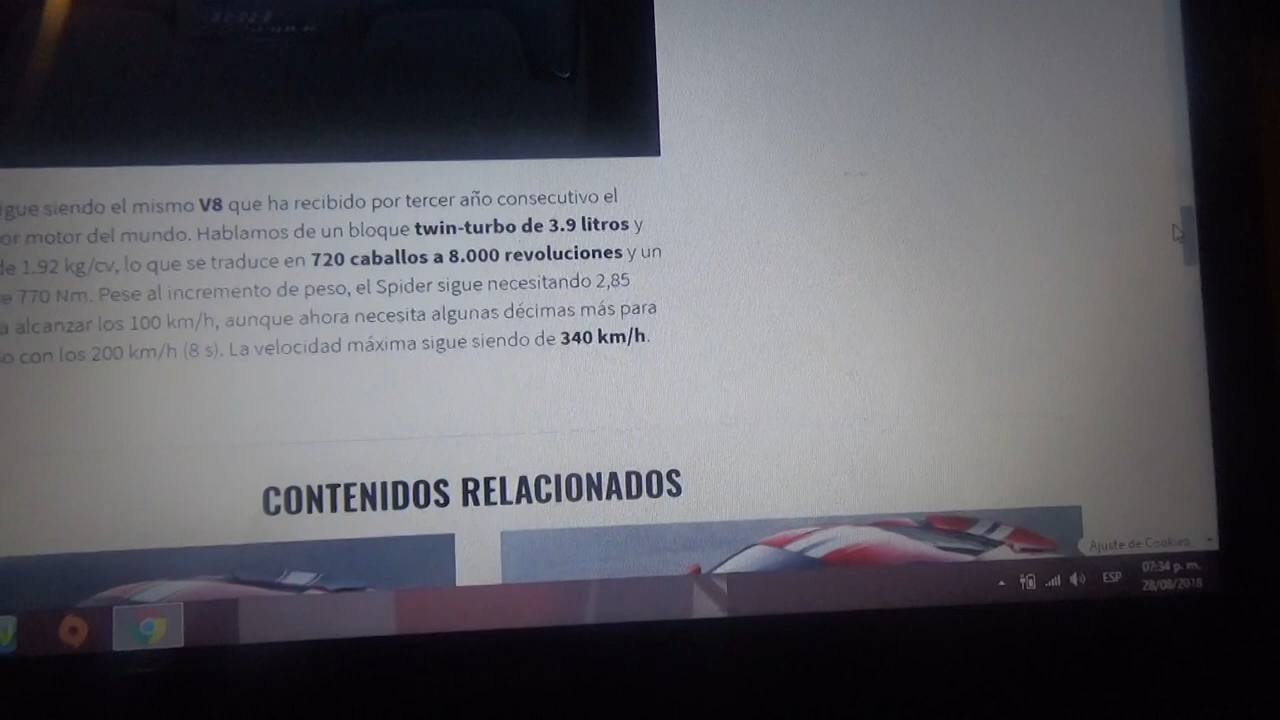 igue siendo el mismo V8 que ha recibido por tercer año consecutivo el
or motor del mundo. Hablamos de un bloque twin-turbo de 3.9 litros y
de 1.92 kg/cv, lo que se traduce en 720 caballos a 8.000 revoluciones y un
e 770 Nm. Pese al incremento de peso, el Spider sigue necesitando 2,85
a alcanzar los 100 km/h, aunque ahora necesita algunas décimas más para
o con los 200 km/h (8 s). La velocidad máxima sigue siendo de 340 km/h.
CONTENIDOS RELACIONADOS
Ajuste de Cookies
ESP
07:34 p. m.
28/08/2018